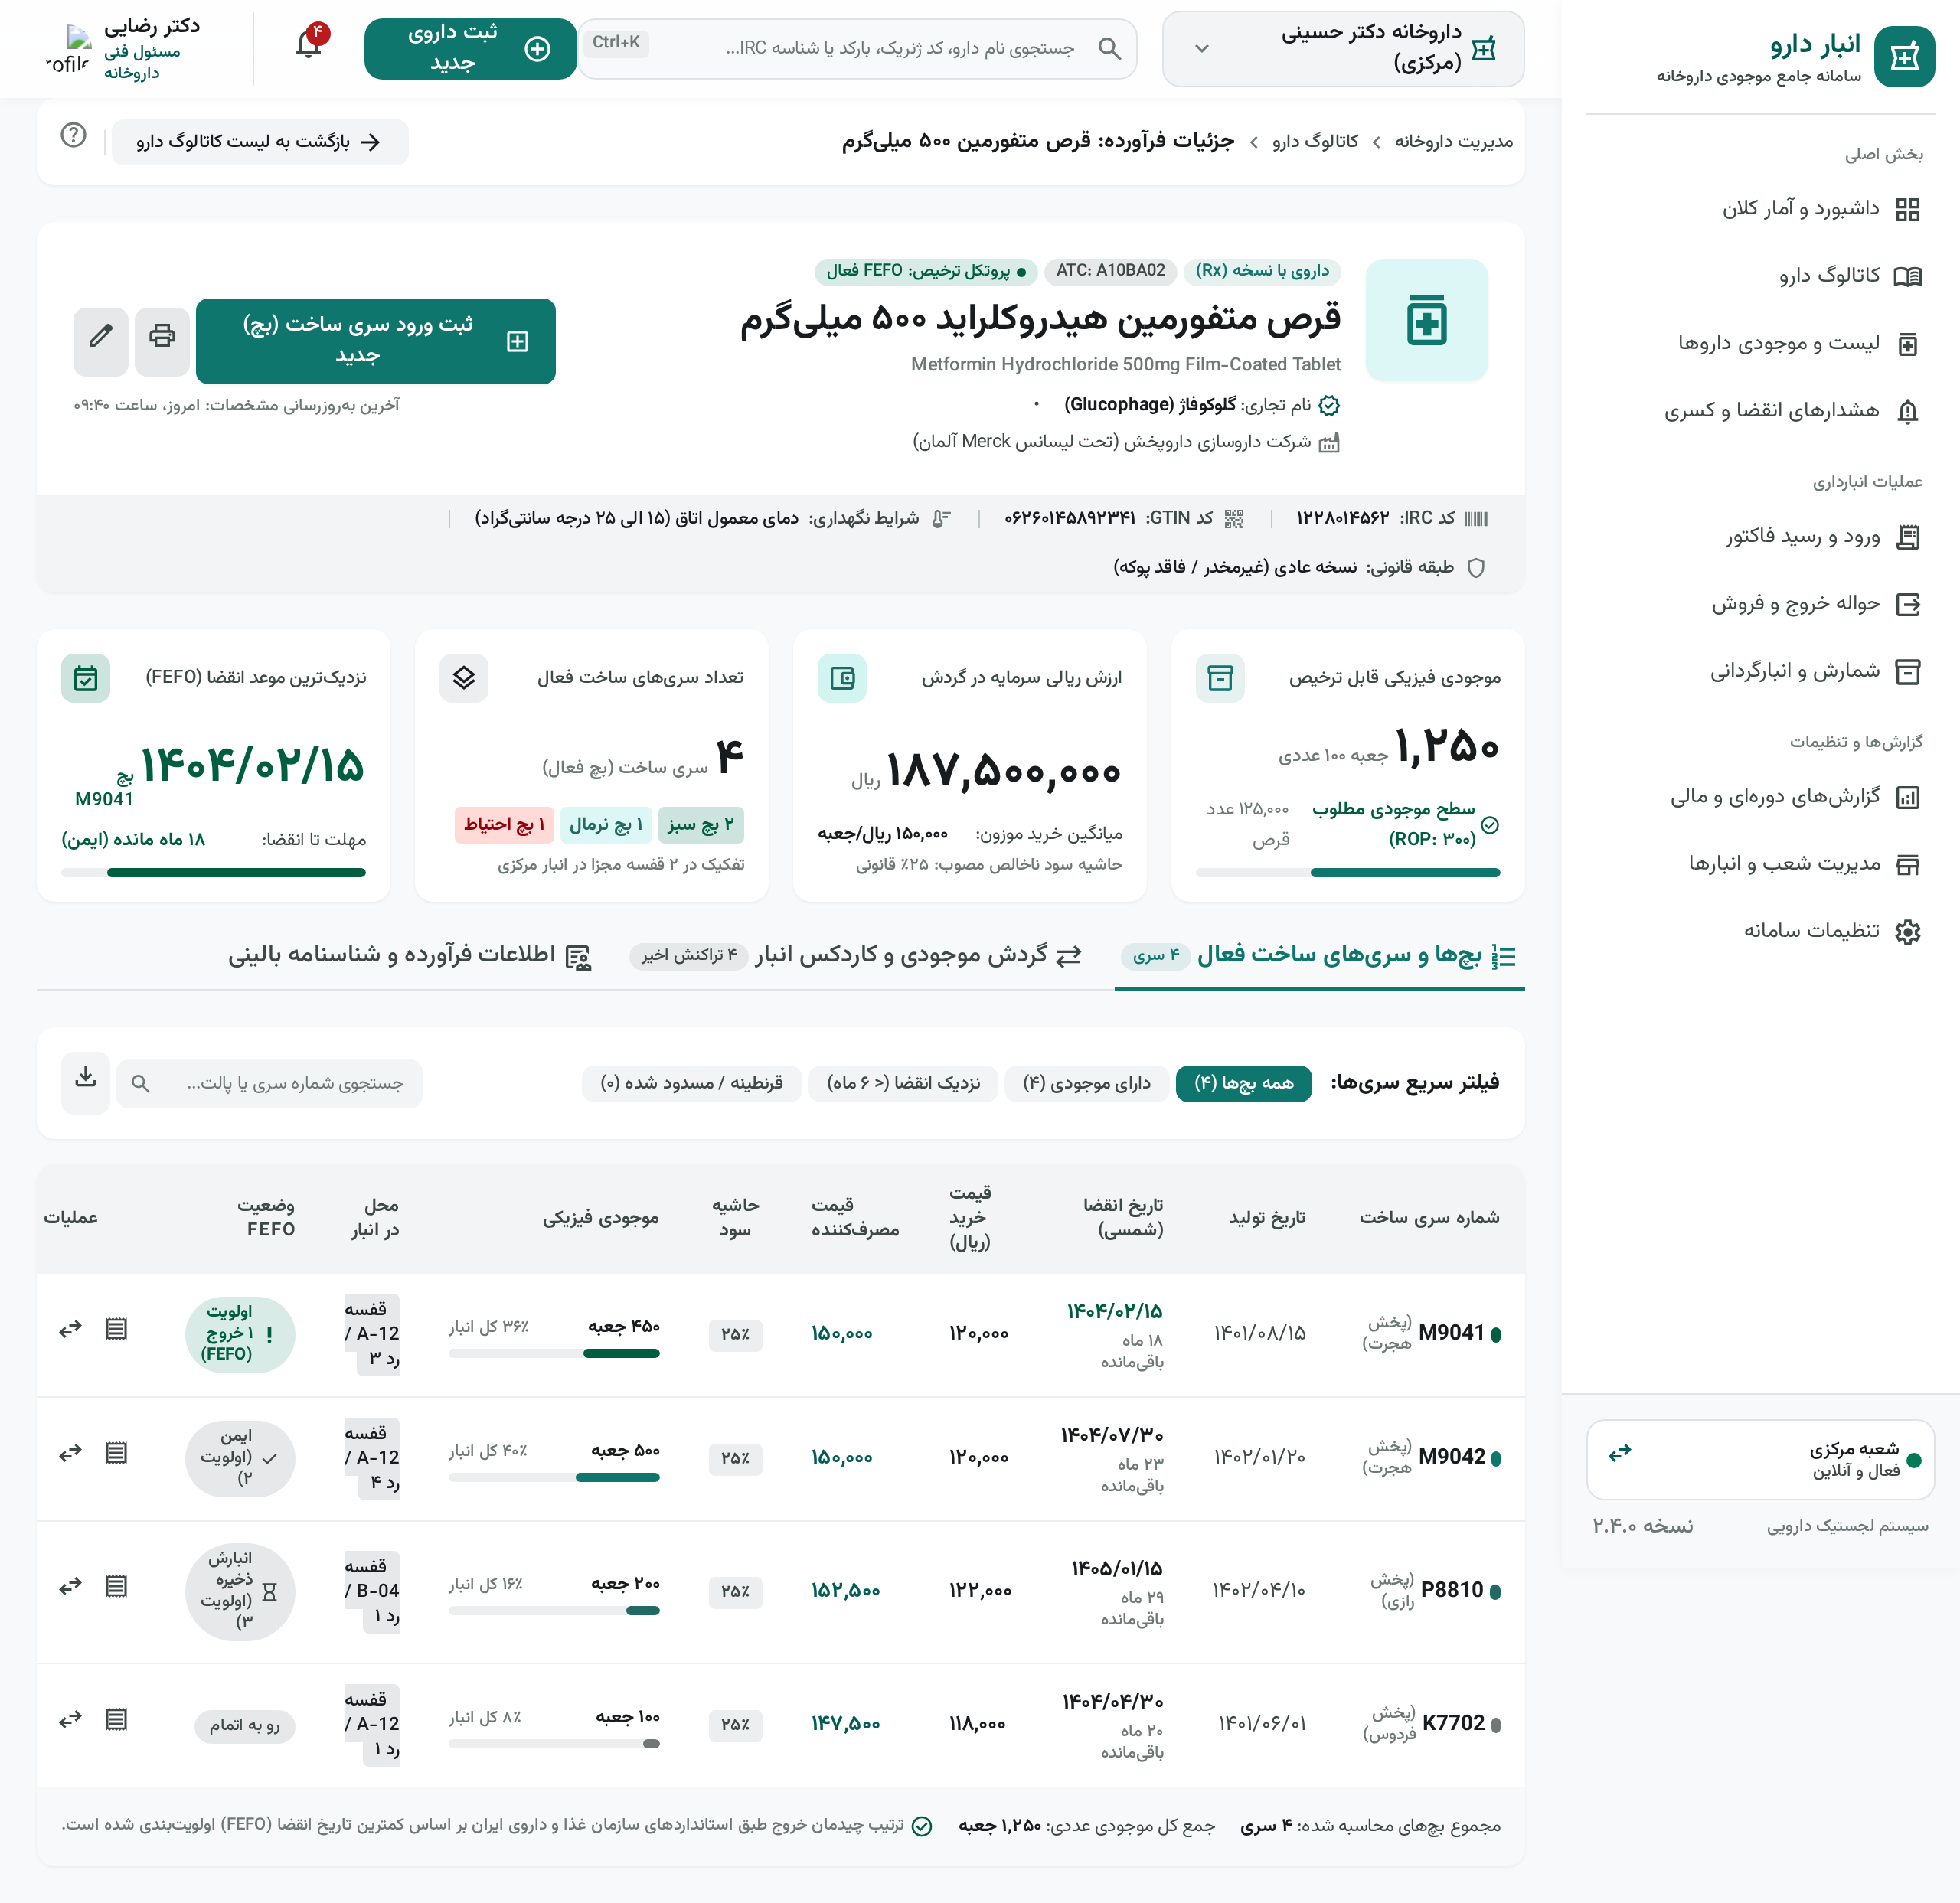 انبار دارو
سامانه جامع موجودی داروخانه
بخش اصلی
داشبورد و آمار کلان
کاتالوگ دارو
لیست و موجودی داروها
هشدارهای انقضا و کسری
عملیات انبارداری
ورود و رسید فاکتور
حواله خروج و فروش
شمارش و انبارگردانی
گزارش‌ها و تنظیمات
گزارش‌های دوره‌ای و مالی
مدیریت شعب و انبارها
تنظیمات سامانه
شعبه مرکزی
فعال و آنلاین
سیستم لجستیک دارویی
نسخه ۲.۴.۰
داروخانه دکتر حسینی
(مرکزی)
جستجوی نام دارو، کد ژنریک، بارکد یا شناسه IRC...
Ctrl+K
ثبت داروی
جدید
۴
دکتر رضایی
مسئول فنی
داروخانه
rofile
مدیریت داروخانه
کاتالوگ دارو
جزئیات فرآورده: قرص متفورمین ۵۰۰ میلی‌گرم
بازگشت به لیست کاتالوگ دارو
داروی با نسخه (Rx)
ATC: A10BA02
پروتکل ترخیص: FEFO فعال
قرص متفورمین هیدروکلراید ۵۰۰ میلی‌گرم
Metformin Hydrochloride 500mg Film-Coated Tablet
نام تجاری: گلوکوفاژ (Glucophage) •
شرکت داروسازی داروپخش (تحت لیسانس Merck آلمان)
ثبت ورود سری ساخت (بچ)
جدید
آخرین به‌روزرسانی مشخصات: امروز، ساعت ۰۹:۴۰
کد IRC: ۱۲۲۸۰۱۴۵۶۲
کد GTIN: ۰۶۲۶۰۱۴۵۸۹۲۳۴۱
شرایط نگهداری: دمای معمول اتاق (۱۵ الی ۲۵ درجه سانتی‌گراد)
طبقه قانونی: نسخه عادی (غیرمخدر / فاقد پوکه)
موجودی فیزیکی قابل ترخیص
۱,۲۵۰ جعبه ۱۰۰ عددی
سطح موجودی مطلوب
(ROP: ۳۰۰)
۱۲۵,۰۰۰ عدد
قرص
ارزش ریالی سرمایه در گردش
۱۸۷,۵۰۰,۰۰۰ ریال
میانگین خرید موزون: ۱۵۰,۰۰۰ ریال/جعبه
حاشیه سود ناخالص مصوب: ۲۵٪ قانونی
تعداد سری‌های ساخت فعال
۴ سری ساخت (بچ فعال)
۲ بچ سبز
۱ بچ نرمال
۱ بچ احتیاط
تفکیک در ۲ قفسه مجزا در انبار مرکزی
نزدیک‌ترین موعد انقضا (FEFO)
۱۴۰۴/۰۲/۱۵ بچ
M9041
مهلت تا انقضا: ۱۸ ماه مانده (ایمن)
بچ‌ها و سری‌های ساخت فعال ۴ سری
گردش موجودی و کاردکس انبار ۴ تراکنش اخیر
اطلاعات فرآورده و شناسنامه بالینی
فیلتر سریع سری‌ها:
همه بچ‌ها (۴)
دارای موجودی (۴)
نزدیک انقضا (< ۶ ماه)
قرنطینه / مسدود شده (۰)
جستجوی شماره سری یا پالت...
شماره سری ساخت
تاریخ تولید
تاریخ انقضا
(شمسی)
قیمت
خرید
(ریال)
قیمت
مصرف‌کننده
حاشیه
سود
موجودی فیزیکی
محل
در انبار
وضعیت
FEFO
عملیات
M9041
(پخش
هجرت)
۱۴۰۱/۰۸/۱۵
۱۴۰۴/۰۲/۱۵
۱۸ ماه
باقی‌مانده
۱۲۰,۰۰۰
۱۵۰,۰۰۰
۲۵٪
۴۵۰ جعبه
۳۶٪ کل انبار
قفسه
A-12 /
رد ۳
اولویت
۱ خروج
(FEFO)
M9042
(پخش
هجرت)
۱۴۰۲/۰۱/۲۰
۱۴۰۴/۰۷/۳۰
۲۳ ماه
باقی‌مانده
۱۲۰,۰۰۰
۱۵۰,۰۰۰
۲۵٪
۵۰۰ جعبه
۴۰٪ کل انبار
قفسه
A-12 /
رد ۴
ایمن
(اولویت
۲)
P8810
(پخش
رازی)
۱۴۰۲/۰۴/۱۰
۱۴۰۵/۰۱/۱۵
۲۹ ماه
باقی‌مانده
۱۲۲,۰۰۰
۱۵۲,۵۰۰
۲۵٪
۲۰۰ جعبه
۱۶٪ کل انبار
قفسه
B-04 /
رد ۱
انبارش
ذخیره
(اولویت
۳)
K7702
(پخش
فردوس)
۱۴۰۱/۰۶/۰۱
۱۴۰۴/۰۴/۳۰
۲۰ ماه
باقی‌مانده
۱۱۸,۰۰۰
۱۴۷,۵۰۰
۲۵٪
۱۰۰ جعبه
۸٪ کل انبار
قفسه
A-12 /
رد ۱
رو به اتمام
مجموع بچ‌های محاسبه شده: ۴ سری
جمع کل موجودی عددی: ۱,۲۵۰ جعبه
ترتیب چیدمان خروج طبق استانداردهای سازمان غذا و داروی ایران بر اساس کمترین تاریخ انقضا (FEFO) اولویت‌بندی شده است.